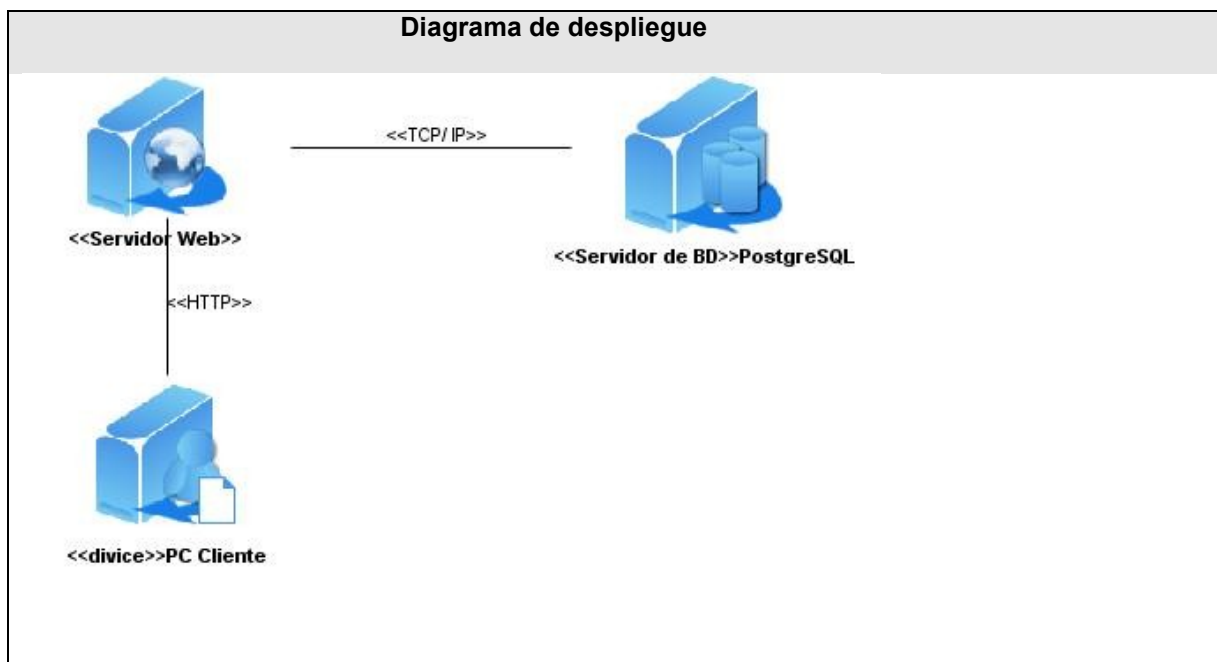 Diagrama de despliegue
<<TCP/ IP>>
<<Servidor Web>>
<<Servidor de BD>>PostgreSQL
<<HTTP>>
<<divice>>PC Cliente